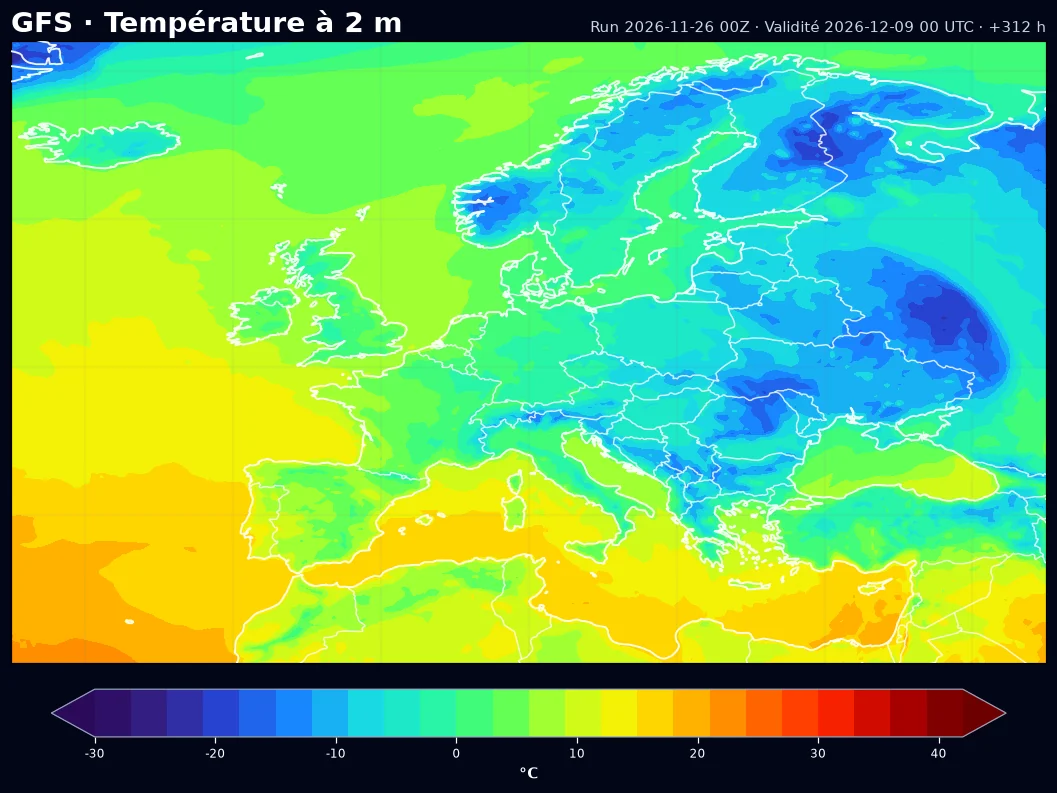 GFS · Température à 2 m
Run 2026-11-26 00Z · Validité 2026-12-09 00 UTC · +312 h
-30 -20 -10 0 10 20 30 40
°C